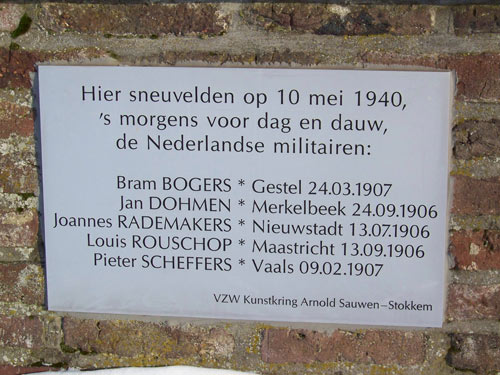 Hier sneuvelden op 10 mei 1940,
's morgens voor dag en dauw,
de Nederlandse militairen:
Bram BOGERS * Gestel 24.03.1907
Jan DOHMEN * Merkelbeek 24.09.1906
Joannes RADEMAKERS * Nieuwstadt 13.07.1906
Louis ROUSCHOP * Maastricht 13.09.1906
Pieter SCHEFFERS * Vaals 09.02.1907
VZW Kunstkring Arnold Sauwen–Stokkem